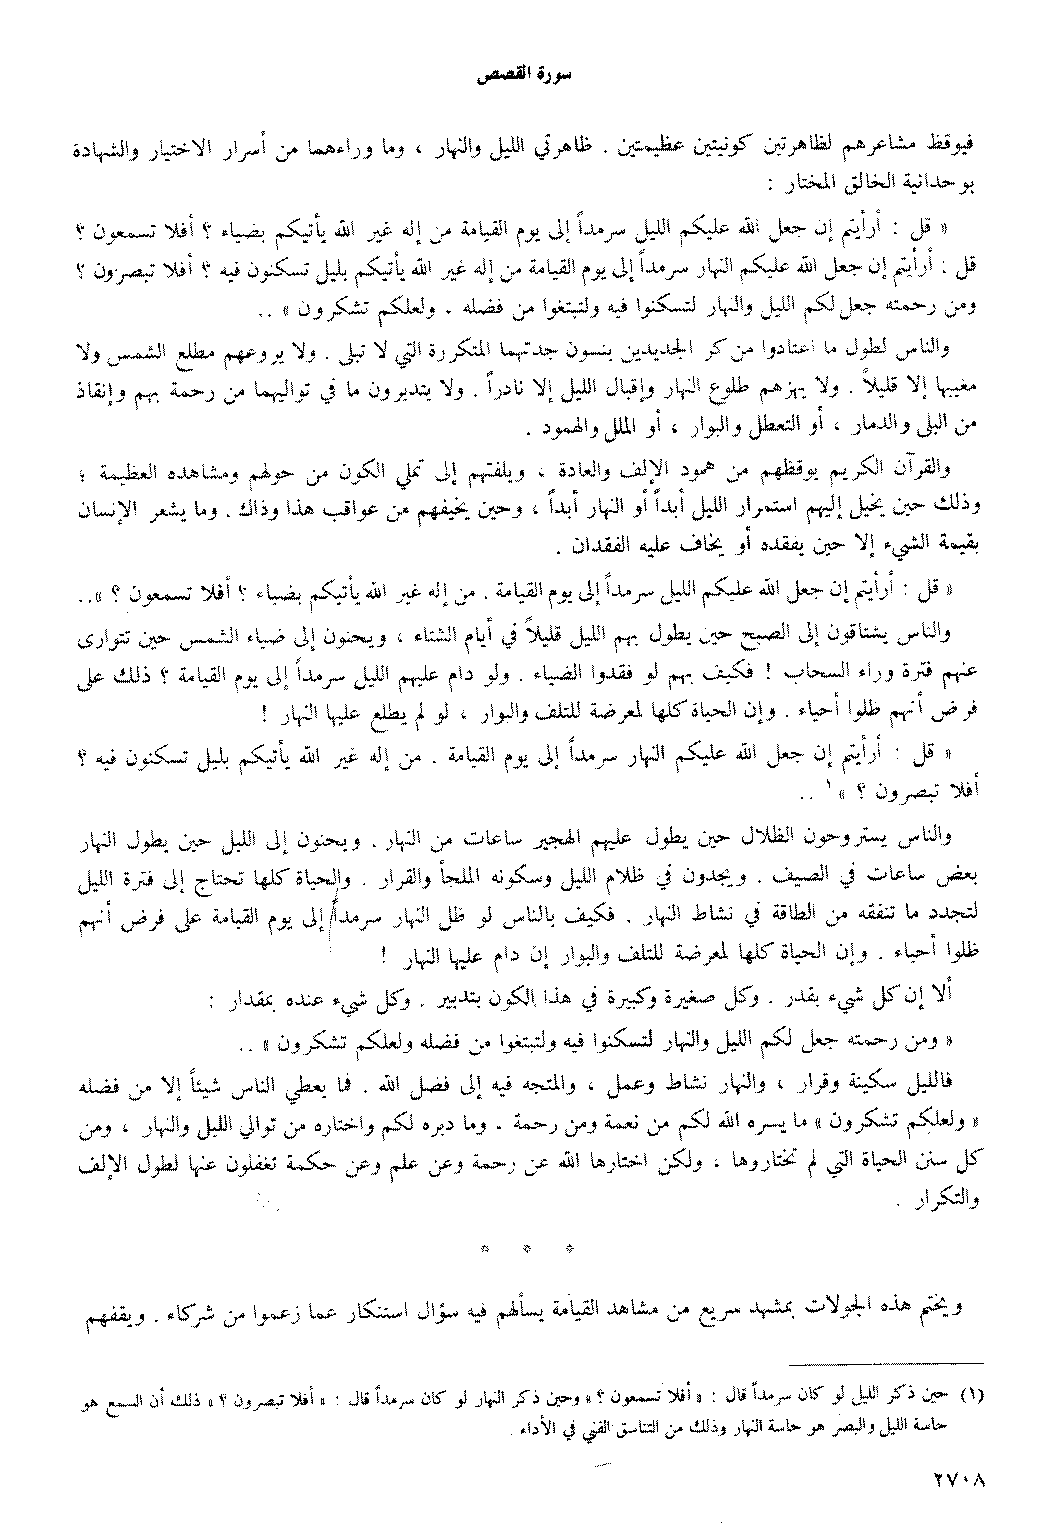 سورة القصص
فيوقظ مشاعرهم لظاهرتين كونيتين عظيمتين . ظاهرتي الليل والنهار ، وما وراءهما من أسرار الاختيار والشهادة
بوحدانية الخالق المختار :
« قل : أرأيتم إن جعل الله عليكم الليل سرمداً إلى يوم القيامة من إله غير الله يأتيكم بضياء ؟ أفلا تسمعون ؟
قل : أرأيتم إن جعل الله عليكم النهار سرمداً إلى يوم القيامة من إله غير الله يأتيكم بليل تسكنون فيه ؟ أفلا تبصرون ؟
ومن رحمته جعل لكم الليل والنهار لتسكنوا فيه ولتبتغوا من فضله ، ولعلكم تشكرون » ..
والناس لطول ما اعتادوا من كر الجديدين ينسون جدتهما المتكررة التي لا تبلى . ولا يروعهم مطلع الشمس ولا
مغيبها إلا قليلاً . ولا يهزهم طلوع النهار وإقبال الليل إلا نادراً . ولا يتدبرون ما في تواليهما من رحمة بهم وإنقاذ
من البلى والدمار ، أو التعطل والبوار ، أو الملل والهمود .
والقرآن الكريم يوقظهم من همود الإلف والعادة ، ويلفتهم إلى تملي الكون من حولهم ومشاهده العظيمة ؛
وذلك حين يخيل إليهم استمرار الليل أبداً أو النهار أبداً ، وحين يخيفهم من عواقب هذا وذاك . وما يشعر الإنسان
بقيمة الشيء إلا حين يفقده أو يخاف عليه الفقدان .
« قل : أرأيتم إن جعل الله عليكم الليل سرمداً إلى يوم القيامة . من إله غير الله يأتيكم بضياء ؟ أفلا تسمعون ؟ »..
والناس يشتاقون إلى الصبح حين يطول بهم الليل قليلاً في أيام الشتاء ، ويحنون إلى ضياء الشمس حين تتوارى
عنهم فترة وراء السحاب ! فكيف بهم لو فقدوا الضياء . ولو دام عليهم الليل سرمداً إلى يوم القيامة ؟ ذلك على
فرض أنهم ظلوا أحياء . وإن الحياة كلها لمعرضة للتلف والبوار ، لو لم يطلع عليها النهار !
« قل : أرأيتم إن جعل الله عليكم النهار سرمداً إلى يوم القيامة . من إله غير الله يأتيكم بليل تسكنون فيه ؟
أفلا تبصرون ؟ »١ ..
والناس يستروحون الظلال حين يطول عليهم الهجير ساعات من النهار . ويحنون إلى الليل حين يطول النهار
بعض ساعات في الصيف . ويجدون في ظلام الليل وسكونه الملجأ والقرار . والحياة كلها تحتاج إلى فترة الليل
لتجدد ما تنفقه من الطاقة في نشاط النهار . فكيف بالناس لو ظل النهار سرمداً إلى يوم القيامة على فرض أنهم
ظلوا أحياء . وإن الحياة كلها لمعرضة للتلف والبوار إن دام عليها النهار !
ألا إن كل شيء بقدر . وكل صغيرة وكبيرة في هذا الكون بتدبير . وكل شيء عنده بمقدار :
« ومن رحمته جعل لكم الليل والنهار لتسكنوا فيه ولتبتغوا من فضله ولعلكم تشكرون » ..
فالليل سكينة وقرار ، والنهار نشاط وعمل ، والمتجه فيه إلى فضل الله . فما يعطي الناس شيئاً إلا من فضله
« ولعلكم تشكرون » ما يسره الله لكم من نعمة ومن رحمة . وما دبره لكم واختاره من توالي الليل والنهار ، ومن
كل سنن الحياة التي لم تختاروها ، ولكن اختارها الله عن رحمة وعن علم وعن حكمة تغفلون عنها لطول الإلف
والتكرار .
* * *
ويختم هذه الجولات بمشهد سريع من مشاهد القيامة يسألهم فيه سؤال استنكار عما زعموا من شركاء . ويقفهم
(١) حين ذكر الليل لو كان سرمداً قال : « أفلا تسمعون ؟ » وحين ذكر النهار لو كان سرمداً قال : « أفلا تبصرون ؟ » ذلك أن السمع هو
حاسة الليل والبصر هو حاسة النهار وذلك من التناسق الفني في الأداء .
٢٧٠٨